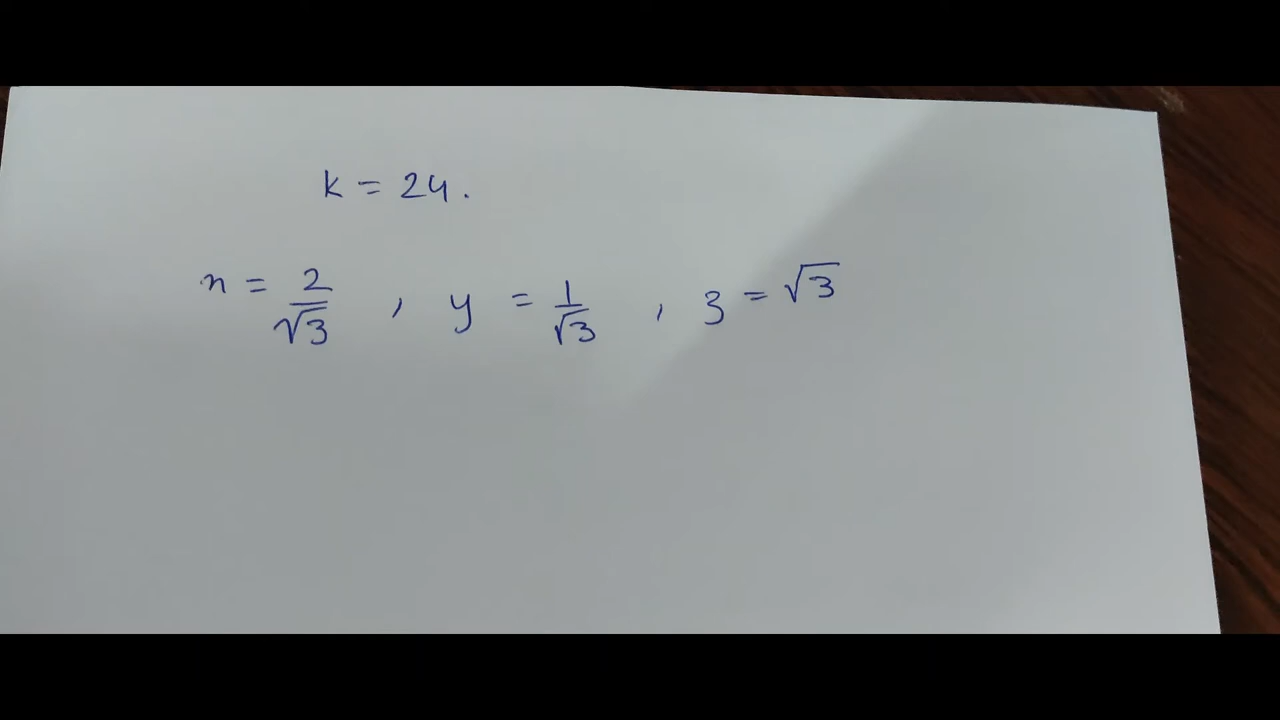 k = 24.
x = 2/√3 , y = 1/√3 , z = √3